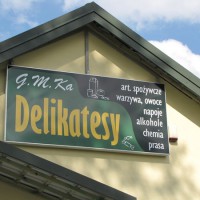 G.M.Ka
Delikatesy
art. spożywcze
warzywa, owoce
napoje
alkohole
chemia
prasa